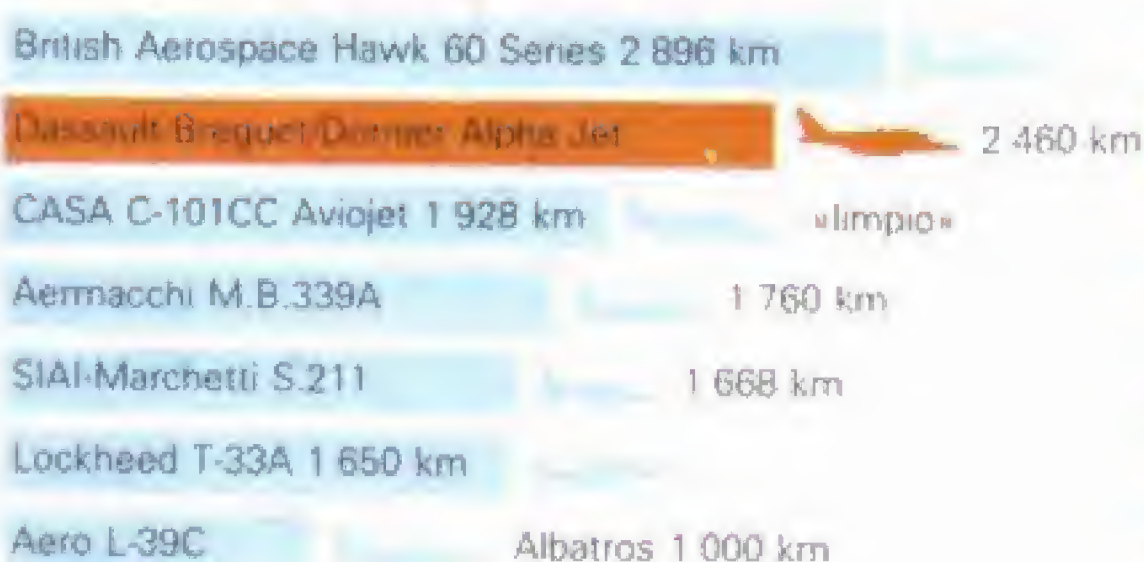 British Aerospace Hawk 60 Series 2 896 km
Dassault Breguet/Dornier Alpha Jet 2 460 km
CASA C-101CC Aviojet 1 928 km «limpio»
Aermacchi M.B.339A 1 760 km
SIAI-Marchetti S.211 1 668 km
Lockheed T-33A 1 650 km
Aero L-39C Albatros 1 000 km